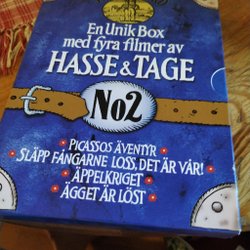 En Unik Box
med fyra filmer av
HASSE & TAGE
No2
• PICASSOS ÄVENTYR •
• SLÄPP FÅNGARNE LOSS, DET ÄR VÅR! •
• ÄPPELKRIGET •
• ÄGGET ÄR LÖST •